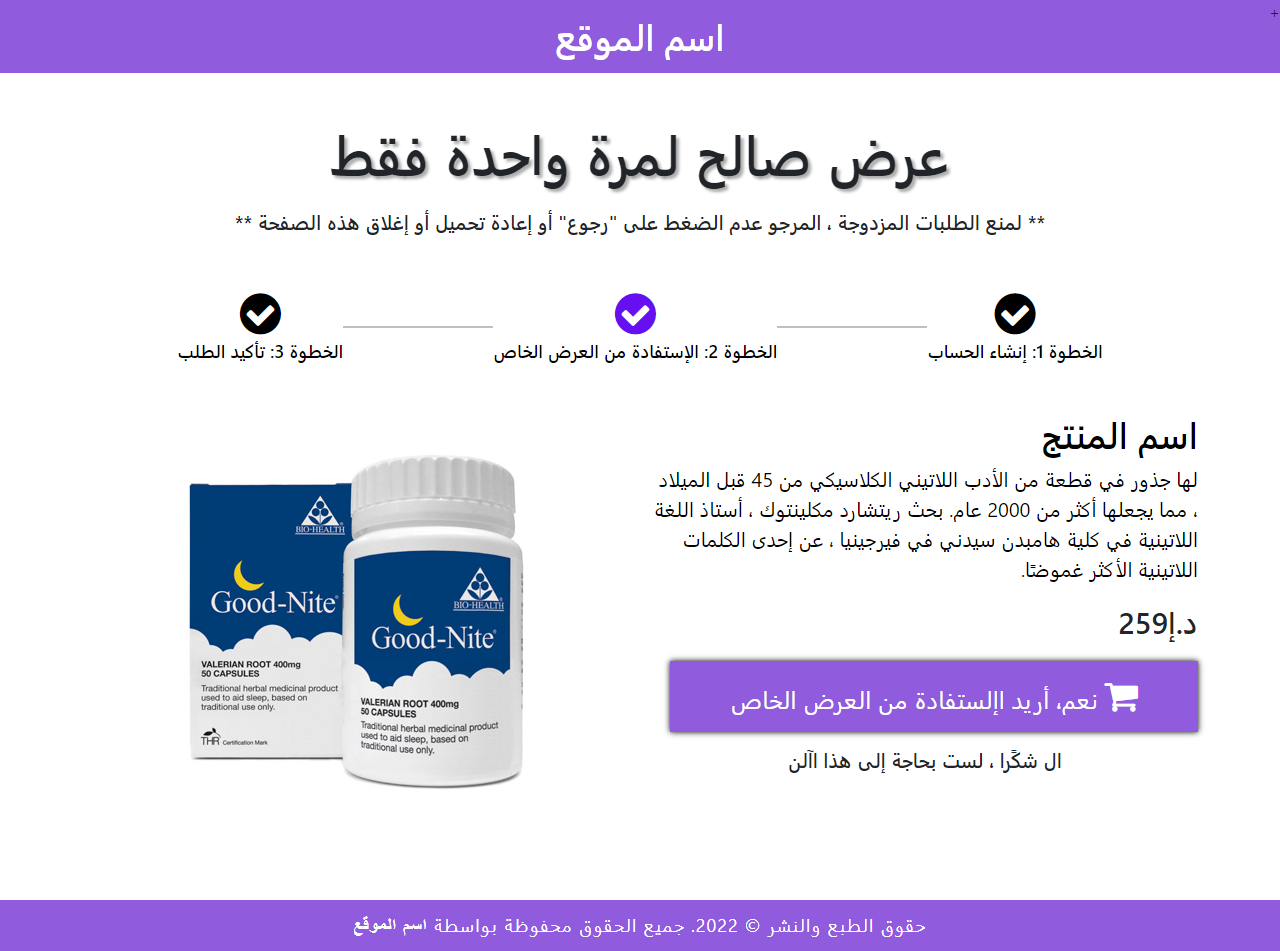 +
اسم الموقع
عرض صالح لمرة واحدة فقط
** لمنع الطلبات المزدوجة ، المرجو عدم الضغط على "رجوع" أو إعادة تحميل أو إغلاق هذه الصفحة **
الخطوة 1: إنشاء الحساب
الخطوة 2: الإستفادة من العرض الخاص
الخطوة 3: تأكيد الطلب
اسم المنتج
لها جذور في قطعة من الأدب اللاتيني الكلاسيكي من 45 قبل الميلاد
، مما يجعلها أكثر من 2000 عام. بحث ريتشارد مكلينتوك ، أستاذ اللغة
اللاتينية في كلية هامبدن سيدني في فيرجينيا ، عن إحدى الكلمات
اللاتينية الأكثر غموضًا.
د.إ259
نعم، أريد اإلستفادة من العرض الخاص
ال شكًرا ، لست بحاجة إلى هذا اآلن
BIO-HEALTH
Good-Nite®
VALERIAN ROOT 400mg
50 CAPSULES
Traditional herbal medicinal product
used to aid sleep, based on
traditional use only.
THR Certification Mark
BIO-HEALTH
Good-Nite®
VALERIAN ROOT 400mg
50 CAPSULES
Traditional herbal medicinal product
used to aid sleep, based on
traditional use only.
حقوق الطبع والنشر © 2022. جميع الحقوق محفوظة بواسطة اسم الموقع